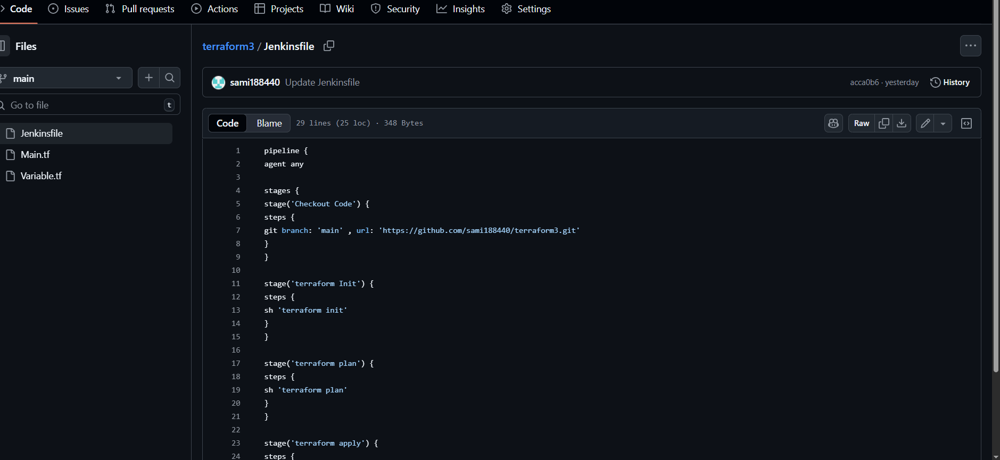 Code Issues Pull requests Actions Projects Wiki Security Insights Settings
Files
main
Go to file t
Jenkinsfile
Main.tf
Variable.tf
terraform3 / Jenkinsfile
sami188440 Update Jenkinsfile acca0b6 · yesterday History
Code Blame 29 lines (25 loc) · 348 Bytes Raw
1 pipeline {
2 agent any
3
4 stages {
5 stage('Checkout Code') {
6 steps {
7 git branch: 'main' , url: 'https://github.com/sami188440/terraform3.git'
8 }
9 }
10
11 stage('terraform Init') {
12 steps {
13 sh 'terraform init'
14 }
15 }
16
17 stage('terraform plan') {
18 steps {
19 sh 'terraform plan'
20 }
21 }
22
23 stage('terraform apply') {
24 steps {